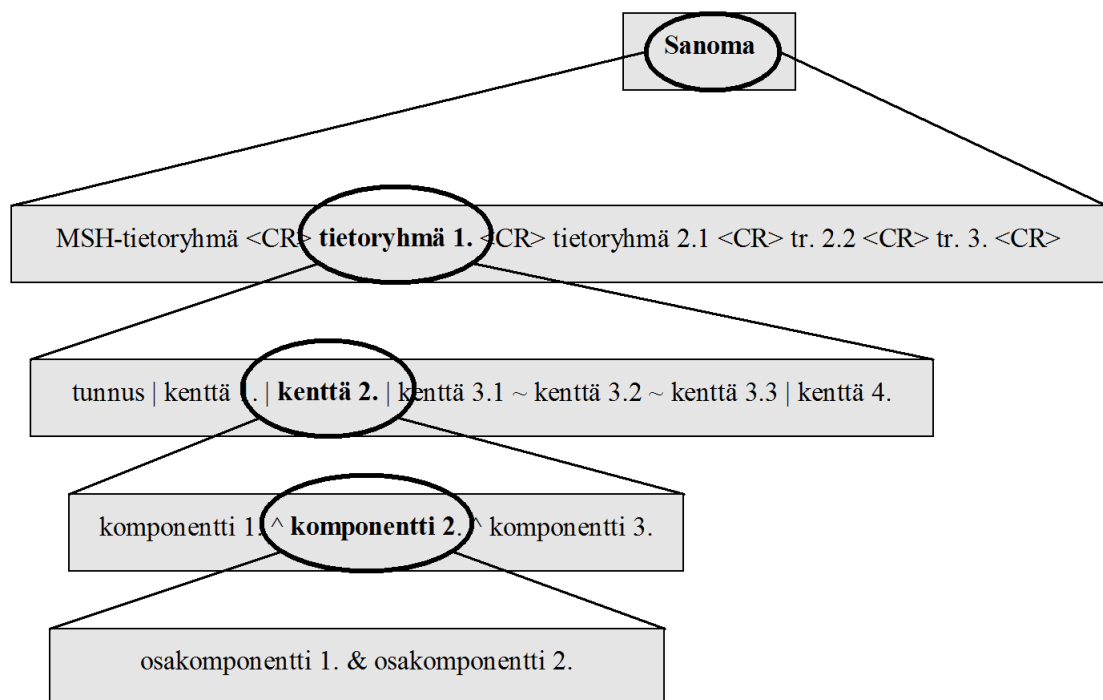 Sanoma
MSH-tietoryhmä <CR> tietoryhmä 1. <CR> tietoryhmä 2.1 <CR> tr. 2.2 <CR> tr. 3. <CR>
tunnus | kenttä 1. | kenttä 2. | kenttä 3.1 ~ kenttä 3.2 ~ kenttä 3.3 | kenttä 4.
komponentti 1. ^ komponentti 2. ^ komponentti 3.
osakomponentti 1. & osakomponentti 2.